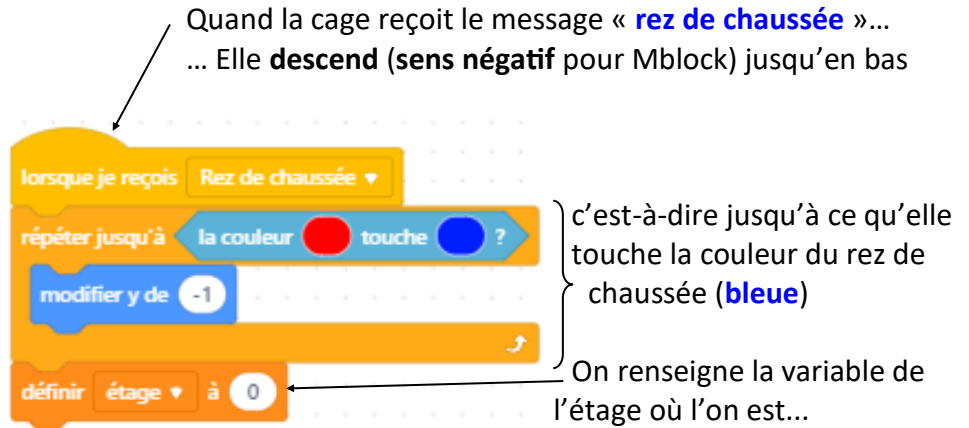 Quand la cage reçoit le message « rez de chaussée »…
… Elle descend (sens négatif pour Mblock) jusqu’en bas
lorsque je reçois Rez de chaussée
répéter jusqu'à la couleur touche ?
modifier y de -1
définir étage à 0
c’est-à-dire jusqu’à ce qu’elle
touche la couleur du rez de
chaussée (bleue)
On renseigne la variable de
l’étage où l’on est...